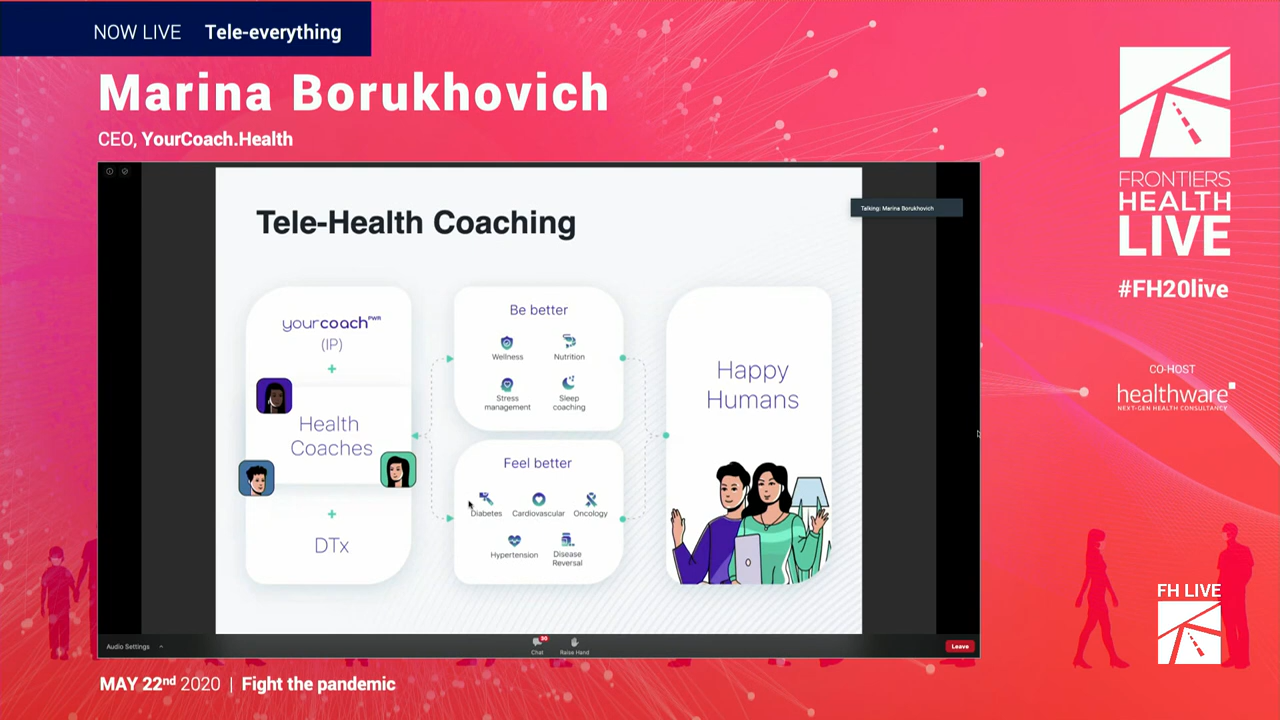 NOW LIVE Tele-everything
Marina Borukhovich
CEO, YourCoach.Health
Talking: Marina Borukhovich
Tele-Health Coaching
yourcoach PWR
(IP)
+
Health
Coaches
+
DTx
Be better
Wellness
Nutrition
Stress
management
Sleep
coaching
Feel better
Diabetes
Cardiovascular
Oncology
Hypertension
Disease
Reversal
Happy
Humans
Audio Settings
Chat
Raise Hand
Leave
MAY 22nd 2020 | Fight the pandemic
FRONTIERS
HEALTH
LIVE
#FH20live
CO-HOST
healthware
NEXT-GEN HEALTH CONSULTANCY
FH LIVE